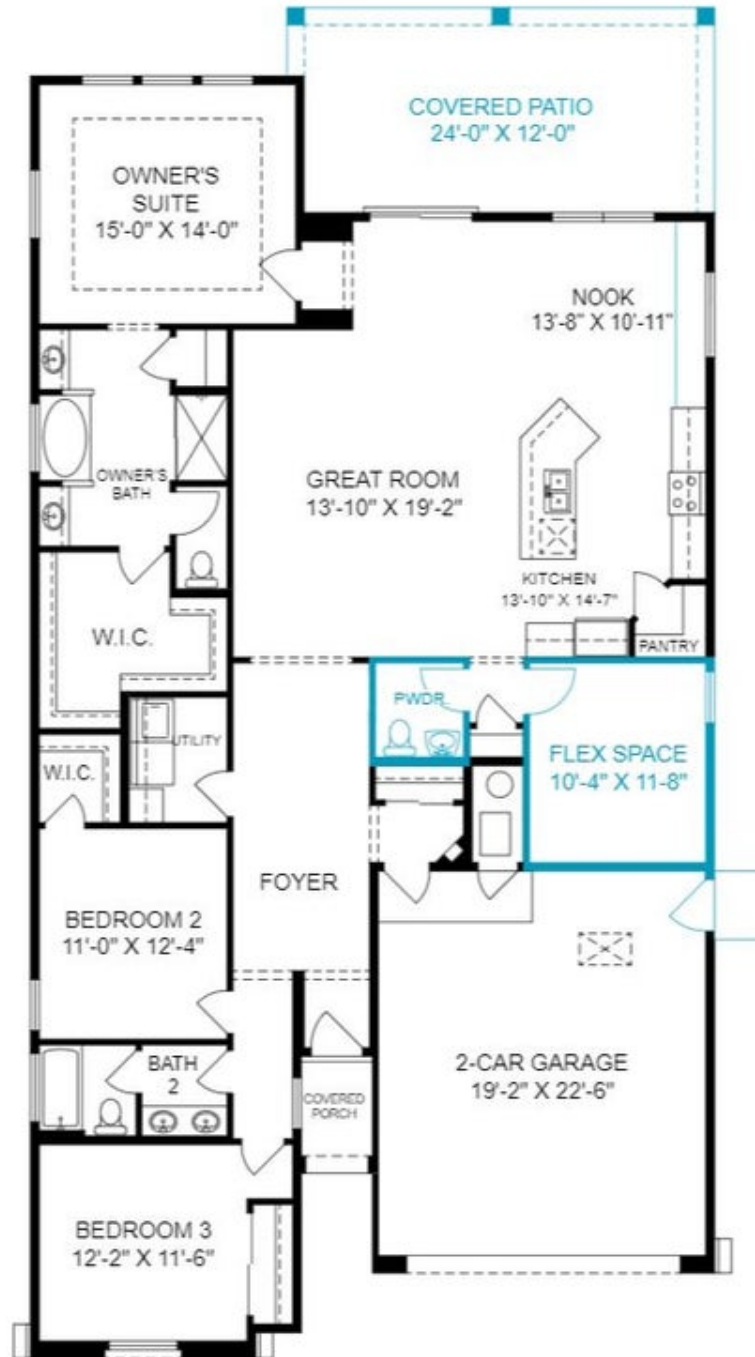 COVERED PATIO
24'-0" X 12'-0"
OWNER'S
SUITE
15'-0" X 14'-0"
NOOK
13'-8" X 10'-11"
OWNER'S
BATH
GREAT ROOM
13'-10" X 19'-2"
KITCHEN
13'-10" X 14'-7"
PANTRY
W.I.C.
PWDR
UTILITY
FLEX SPACE
10'-4" X 11'-8"
W.I.C.
FOYER
BEDROOM 2
11'-0" X 12'-4"
BATH
2
2-CAR GARAGE
19'-2" X 22'-6"
COVERED
PORCH
BEDROOM 3
12'-2" X 11'-6"